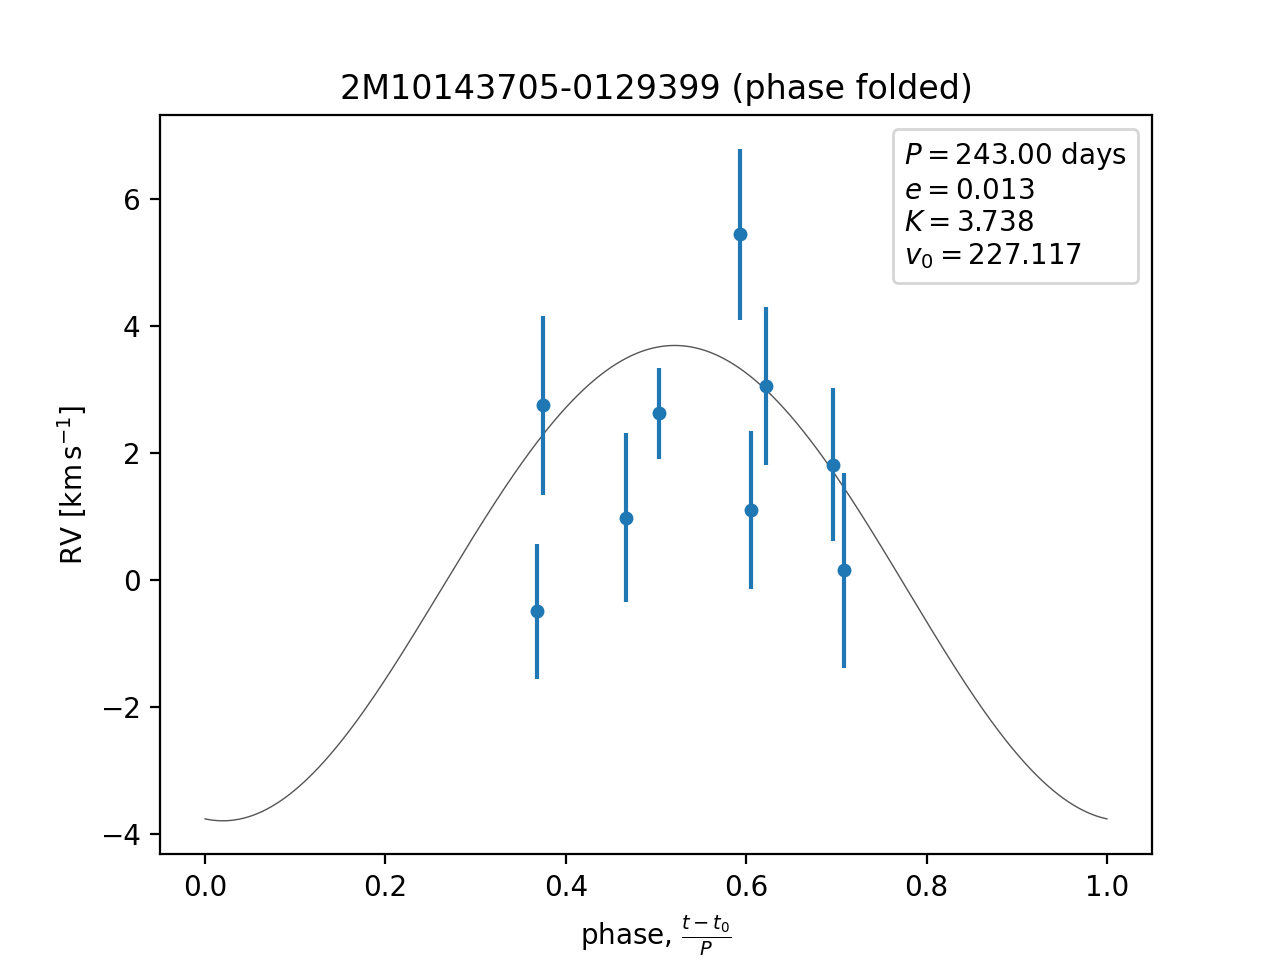 2M10143705-0129399 (phase folded)
P = 243.00 days
e = 0.013
K = 3.738
v₀ = 227.117
RV [km s⁻¹]
6
4
2
0
−2
−4
0.0 0.2 0.4 0.6 0.8 1.0
phase, (t − t₀)/P